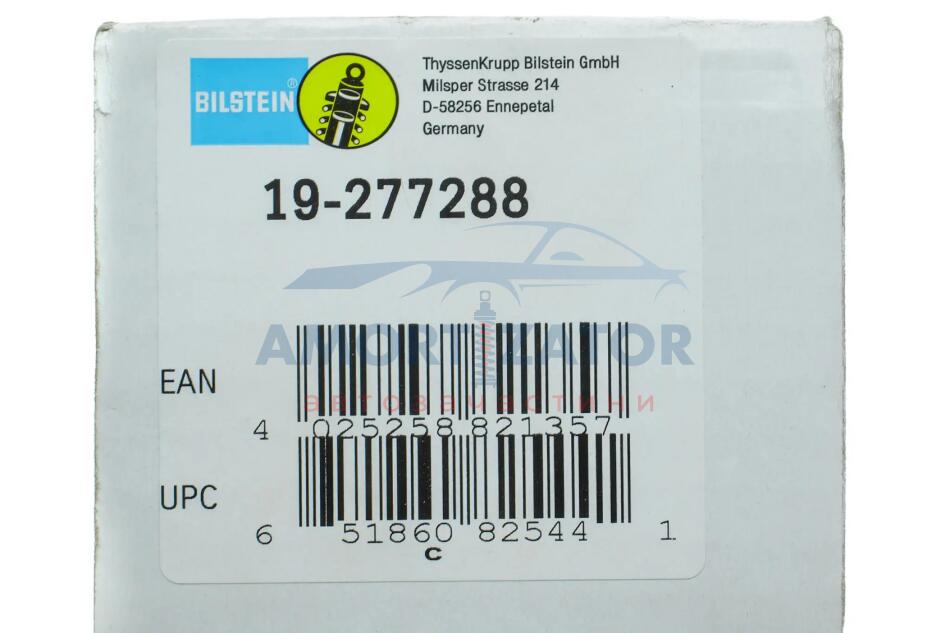 BILSTEIN®
ThyssenKrupp Bilstein GmbH
Milsper Strasse 214
D-58256 Ennepetal
Germany
19-277288
AMORTIZATOR
автозапчастини
EAN
4 025258 821357
UPC
6 51860 82544 1
C